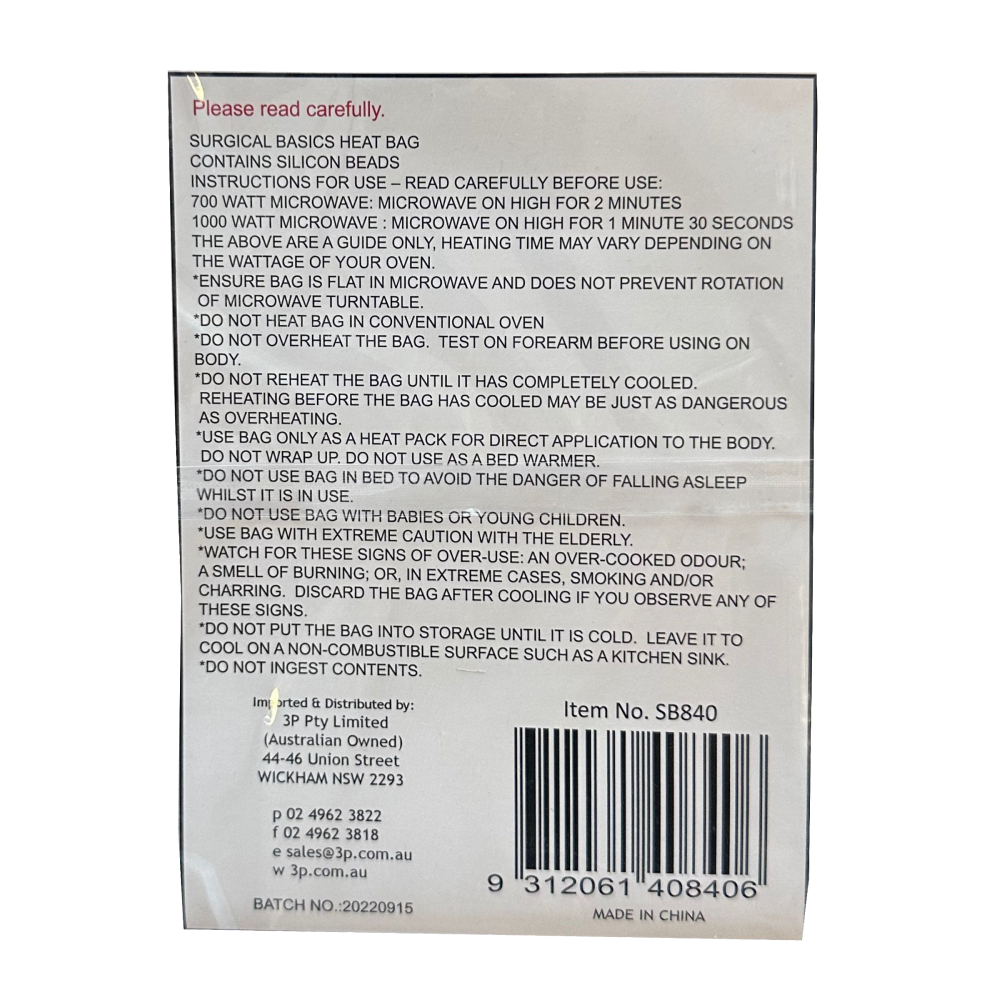 Please read carefully.
SURGICAL BASICS HEAT BAG
CONTAINS SILICON BEADS
INSTRUCTIONS FOR USE – READ CAREFULLY BEFORE USE:
700 WATT MICROWAVE: MICROWAVE ON HIGH FOR 2 MINUTES
1000 WATT MICROWAVE : MICROWAVE ON HIGH FOR 1 MINUTE 30 SECONDS
THE ABOVE ARE A GUIDE ONLY, HEATING TIME MAY VARY DEPENDING ON
THE WATTAGE OF YOUR OVEN.
*ENSURE BAG IS FLAT IN MICROWAVE AND DOES NOT PREVENT ROTATION
OF MICROWAVE TURNTABLE.
*DO NOT HEAT BAG IN CONVENTIONAL OVEN
*DO NOT OVERHEAT THE BAG. TEST ON FOREARM BEFORE USING ON
BODY.
*DO NOT REHEAT THE BAG UNTIL IT HAS COMPLETELY COOLED.
REHEATING BEFORE THE BAG HAS COOLED MAY BE JUST AS DANGEROUS
AS OVERHEATING.
*USE BAG ONLY AS A HEAT PACK FOR DIRECT APPLICATION TO THE BODY.
DO NOT WRAP UP. DO NOT USE AS A BED WARMER.
*DO NOT USE BAG IN BED TO AVOID THE DANGER OF FALLING ASLEEP
WHILST IT IS IN USE.
*DO NOT USE BAG WITH BABIES OR YOUNG CHILDREN.
*USE BAG WITH EXTREME CAUTION WITH THE ELDERLY.
*WATCH FOR THESE SIGNS OF OVER-USE: AN OVER-COOKED ODOUR;
A SMELL OF BURNING; OR, IN EXTREME CASES, SMOKING AND/OR
CHARRING. DISCARD THE BAG AFTER COOLING IF YOU OBSERVE ANY OF
THESE SIGNS.
*DO NOT PUT THE BAG INTO STORAGE UNTIL IT IS COLD. LEAVE IT TO
COOL ON A NON-COMBUSTIBLE SURFACE SUCH AS A KITCHEN SINK.
*DO NOT INGEST CONTENTS.
Imported & Distributed by:
3P Pty Limited
(Australian Owned)
44-46 Union Street
WICKHAM NSW 2293
p 02 4962 3822
f 02 4962 3818
e sales@3p.com.au
w 3p.com.au
BATCH NO.:20220915
Item No. SB840
9 312061 408406
MADE IN CHINA